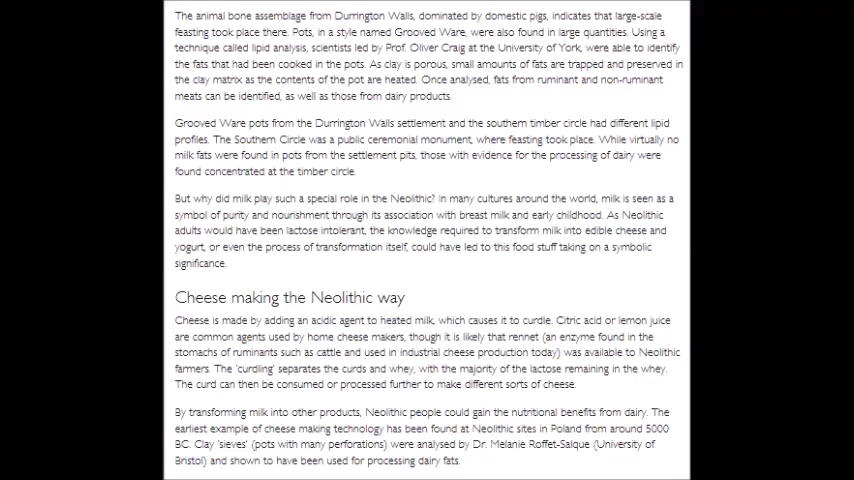 The animal bone assemblage from Durrington Walls, dominated by domestic pigs, indicates that large-scale
feasting took place there. Pots, in a style named Grooved Ware, were also found in large quantities. Using a
technique called lipid analysis, scientists led by Prof. Oliver Craig at the University of York, were able to identify
the fats that had been cooked in the pots. As clay is porous, small amounts of fats are trapped and preserved in
the clay matrix as the contents of the pot are heated. Once analysed, fats from ruminant and non-ruminant
meats can be identified, as well as those from dairy products.
Grooved Ware pots from the Durrington Walls settlement and the southern timber circle had different lipid
profiles. The Southern Circle was a public ceremonial monument, where feasting took place. While virtually no
milk fats were found in pots from the settlement pits, those with evidence for the processing of dairy were
found concentrated at the timber circle.
But why did milk play such a special role in the Neolithic? In many cultures around the world, milk is seen as a
symbol of purity and nourishment through its association with breast milk and early childhood. As Neolithic
adults would have been lactose intolerant, the knowledge required to transform milk into edible cheese and
yogurt, or even the process of transformation itself, could have led to this food stuff taking on a symbolic
significance.
Cheese making the Neolithic way
Cheese is made by adding an acidic agent to heated milk, which causes it to curdle. Citric acid or lemon juice
are common agents used by home cheese makers, though it is likely that rennet (an enzyme found in the
stomachs of ruminants such as cattle and used in industrial cheese production today) was available to Neolithic
farmers. The 'curdling' separates the curds and whey, with the majority of the lactose remaining in the whey.
The curd can then be consumed or processed further to make different sorts of cheese.
By transforming milk into other products, Neolithic people could gain the nutritional benefits from dairy. The
earliest example of cheese making technology has been found at Neolithic sites in Poland from around 5000
BC. Clay 'sieves' (pots with many perforations) were analysed by Dr. Melanie Roffet-Salque (University of
Bristol) and shown to have been used for processing dairy fats.